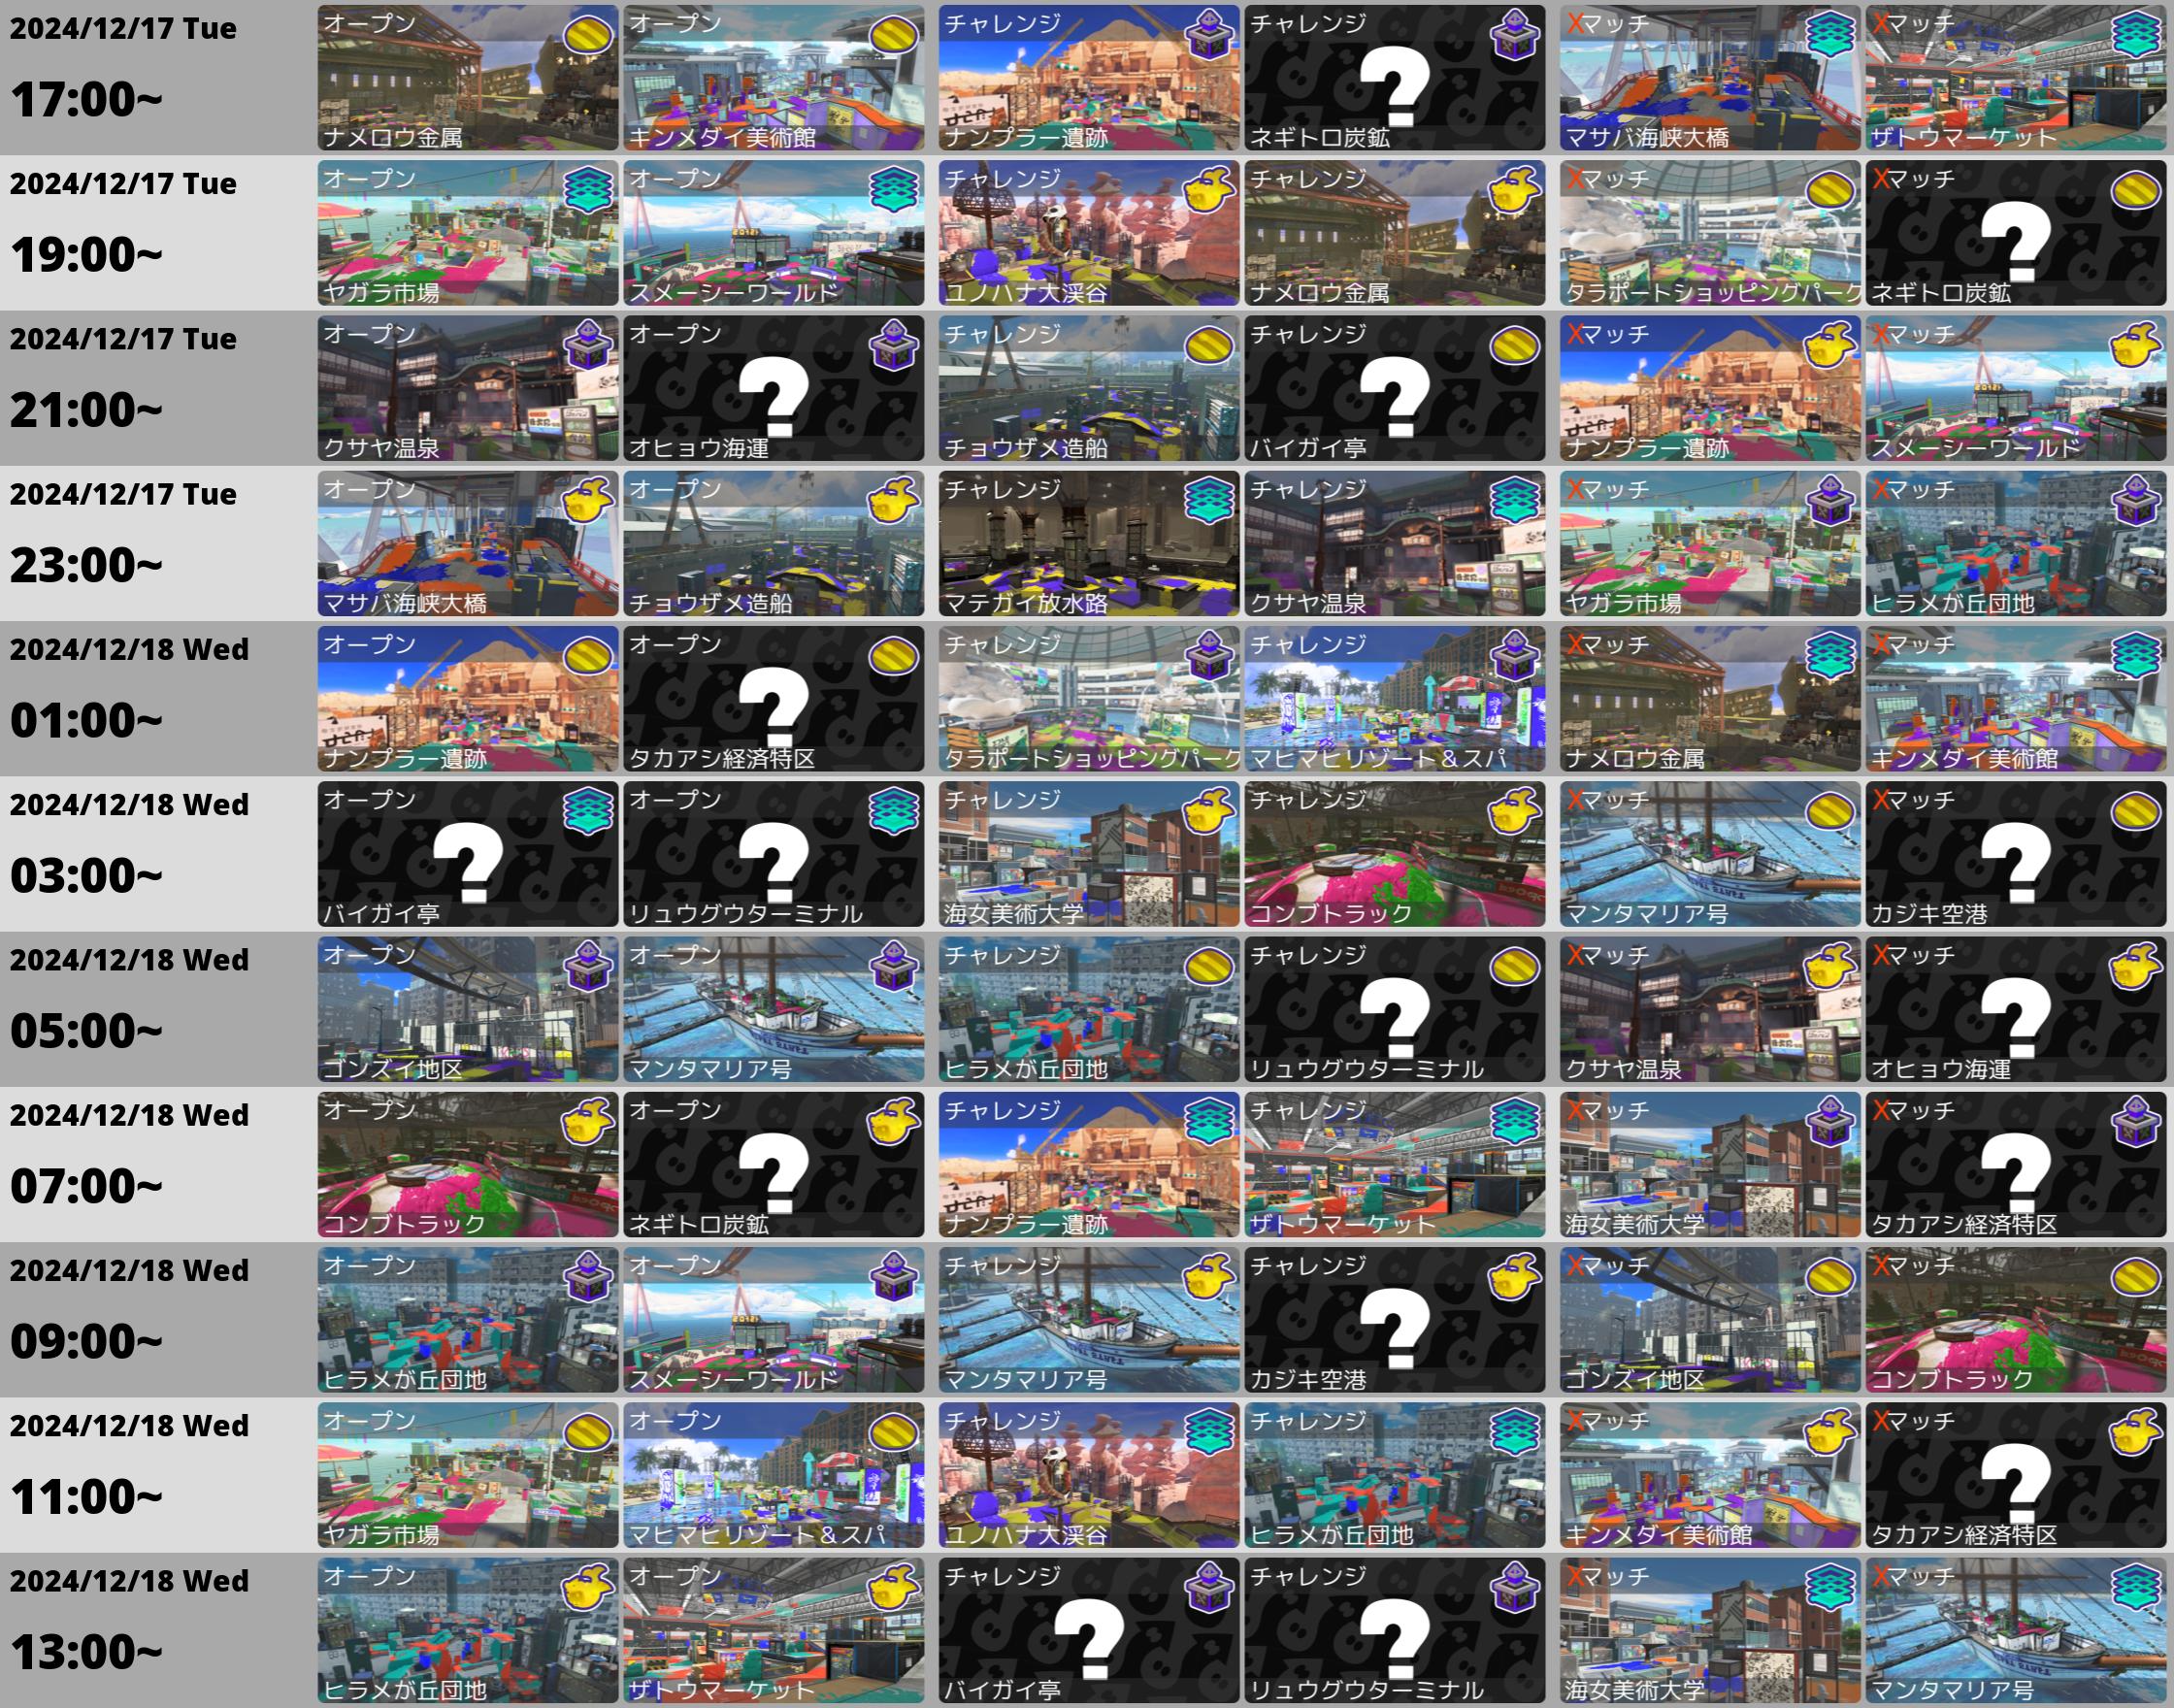 2024/12/17 Tue
17:00~
オープン
ナメロウ金属
オープン
キンメダイ美術館
チャレンジ
ナンプラー遺跡
チャレンジ
ネギトロ炭鉱
Xマッチ
マサバ海峡大橋
Xマッチ
ザトウマーケット
2024/12/17 Tue
19:00~
オープン
ヤガラ市場
オープン
スメーシーワールド
チャレンジ
ユノハナ大渓谷
チャレンジ
ナメロウ金属
Xマッチ
タラポートショッピングパーク
Xマッチ
ネギトロ炭鉱
2024/12/17 Tue
21:00~
オープン
クサヤ温泉
オープン
オヒョウ海運
チャレンジ
チョウザメ造船
チャレンジ
バイガイ亭
Xマッチ
ナンプラー遺跡
Xマッチ
スメーシーワールド
2024/12/17 Tue
23:00~
オープン
マサバ海峡大橋
オープン
チョウザメ造船
チャレンジ
マテガイ放水路
チャレンジ
クサヤ温泉
Xマッチ
ヤガラ市場
Xマッチ
ヒラメが丘団地
2024/12/18 Wed
01:00~
オープン
ナンプラー遺跡
オープン
タカアシ経済特区
チャレンジ
タラポートショッピングパーク
チャレンジ
マヒマヒリゾート＆スパ
Xマッチ
ナメロウ金属
Xマッチ
キンメダイ美術館
2024/12/18 Wed
03:00~
オープン
バイガイ亭
オープン
リュウグウターミナル
チャレンジ
海女美術大学
チャレンジ
コンブトラック
Xマッチ
マンタマリア号
Xマッチ
カジキ空港
2024/12/18 Wed
05:00~
オープン
ゴンズイ地区
オープン
マンタマリア号
チャレンジ
ヒラメが丘団地
チャレンジ
リュウグウターミナル
Xマッチ
クサヤ温泉
Xマッチ
オヒョウ海運
2024/12/18 Wed
07:00~
オープン
コンブトラック
オープン
ネギトロ炭鉱
チャレンジ
ナンプラー遺跡
チャレンジ
ザトウマーケット
Xマッチ
海女美術大学
Xマッチ
タカアシ経済特区
2024/12/18 Wed
09:00~
オープン
ヒラメが丘団地
オープン
スメーシーワールド
チャレンジ
マンタマリア号
チャレンジ
カジキ空港
Xマッチ
ゴンズイ地区
Xマッチ
コンブトラック
2024/12/18 Wed
11:00~
オープン
ヤガラ市場
オープン
マヒマヒリゾート＆スパ
チャレンジ
ユノハナ大渓谷
チャレンジ
ヒラメが丘団地
Xマッチ
キンメダイ美術館
Xマッチ
タカアシ経済特区
2024/12/18 Wed
13:00~
オープン
ヒラメが丘団地
オープン
ザトウマーケット
チャレンジ
バイガイ亭
チャレンジ
リュウグウターミナル
Xマッチ
海女美術大学
Xマッチ
マンタマリア号